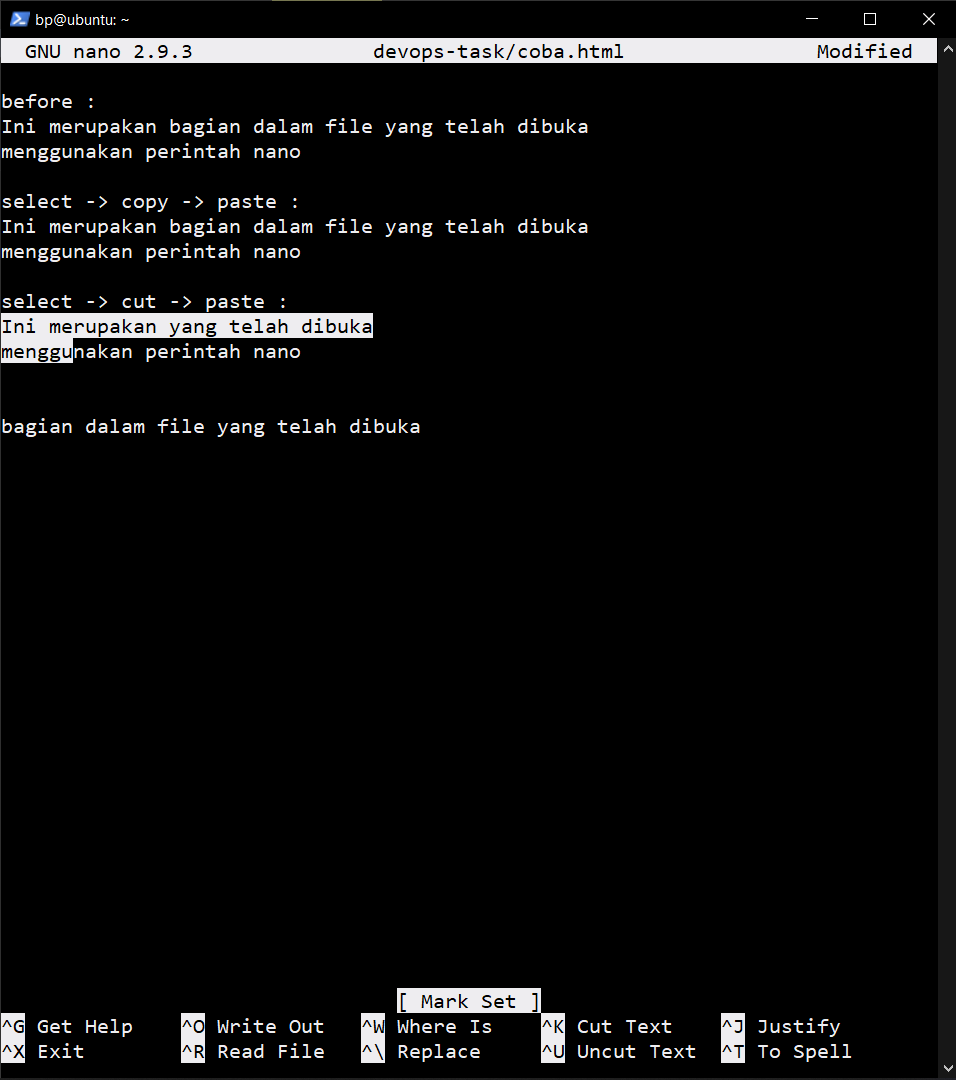 bp@ubuntu: ~
GNU nano 2.9.3 devops-task/coba.html Modified
before :
Ini merupakan bagian dalam file yang telah dibuka
menggunakan perintah nano
select -> copy -> paste :
Ini merupakan bagian dalam file yang telah dibuka
menggunakan perintah nano
select -> cut -> paste :
Ini merupakan yang telah dibuka
menggunakan perintah nano
bagian dalam file yang telah dibuka
[ Mark Set ]
^G Get Help ^O Write Out ^W Where Is ^K Cut Text ^J Justify
^X Exit ^R Read File ^\ Replace ^U Uncut Text ^T To Spell